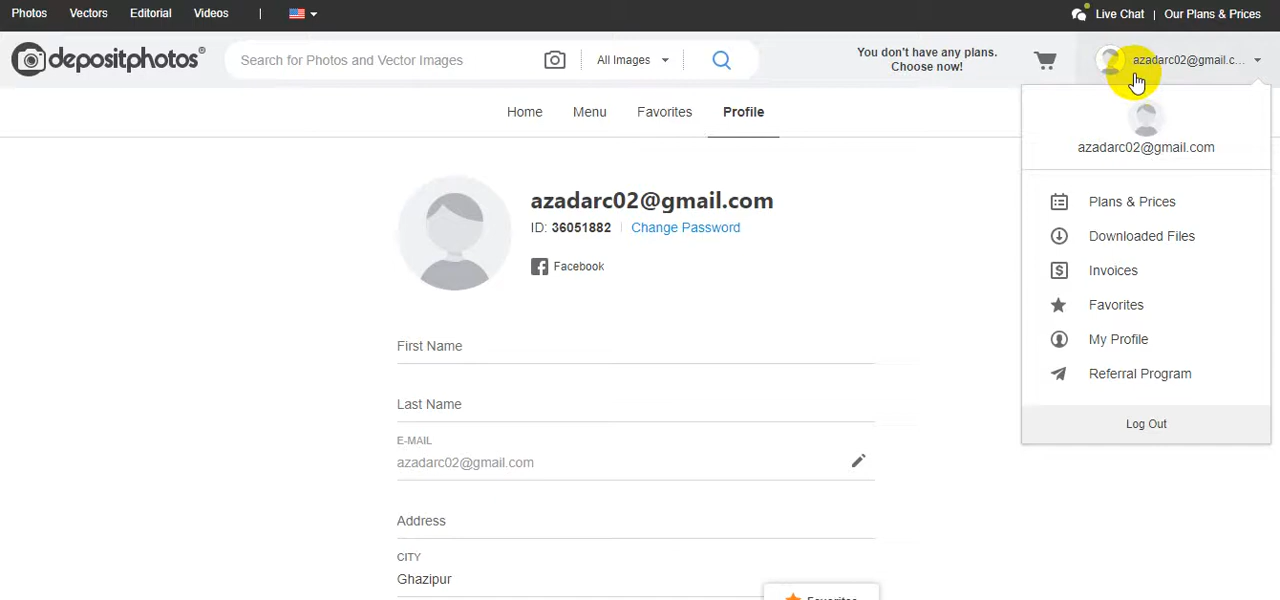 Photos Vectors Editorial Videos | Live Chat | Our Plans & Prices
depositphotos® Search for Photos and Vector Images All Images You don't have any plans. azadarc02@gmail.c...
Choose now!
Home Menu Favorites Profile
azadarc02@gmail.com
azadarc02@gmail.com
ID: 36051882 | Change Password
Facebook
Plans & Prices
Downloaded Files
Invoices
Favorites
My Profile
Referral Program
Log Out
First Name
Last Name
E-MAIL
azadarc02@gmail.com
Address
CITY
Ghazipur
Favorites